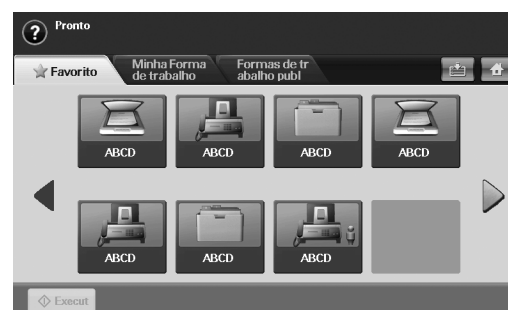 ? Pronto
Favorito
Minha Forma
de trabalho
Formas de tr
abalho publ
ABCD ABCD ABCD ABCD
ABCD ABCD ABCD
Execut